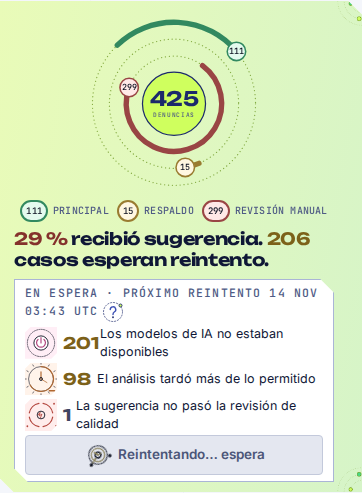 111
299
425
DENUNCIAS
15
111 PRINCIPAL 15 RESPALDO 299 REVISIÓN MANUAL
29 % recibió sugerencia. 206
casos esperan reintento.
EN ESPERA · PRÓXIMO REINTENTO 14 NOV
03:43 UTC ?
201 Los modelos de IA no estaban
disponibles
98 El análisis tardó más de lo permitido
1 La sugerencia no pasó la revisión de
calidad
Reintentando... espera